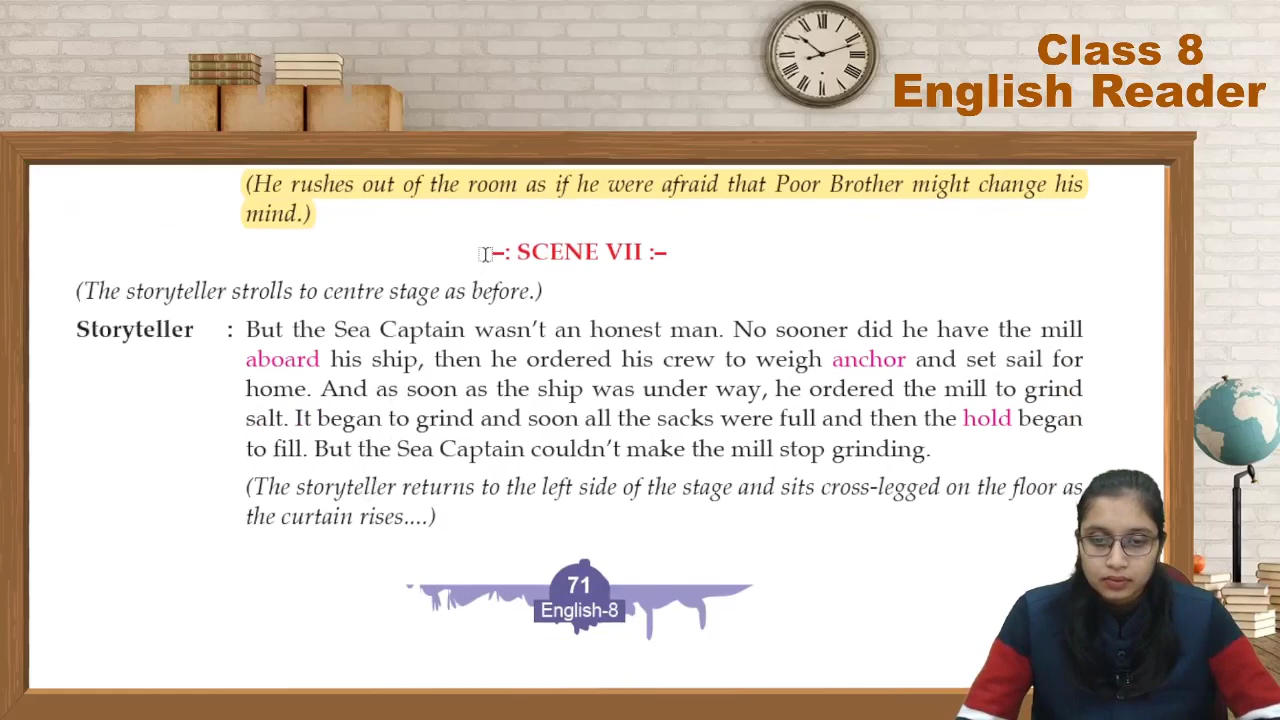 Class 8
English Reader
(He rushes out of the room as if he were afraid that Poor Brother might change his
mind.)
–: SCENE VII :–
(The storyteller strolls to centre stage as before.)
Storyteller : But the Sea Captain wasn't an honest man. No sooner did he have the mill
aboard his ship, then he ordered his crew to weigh anchor and set sail for
home. And as soon as the ship was under way, he ordered the mill to grind
salt. It began to grind and soon all the sacks were full and then the hold began
to fill. But the Sea Captain couldn't make the mill stop grinding.
(The storyteller returns to the left side of the stage and sits cross-legged on the floor as
the curtain rises....)
71
English-8